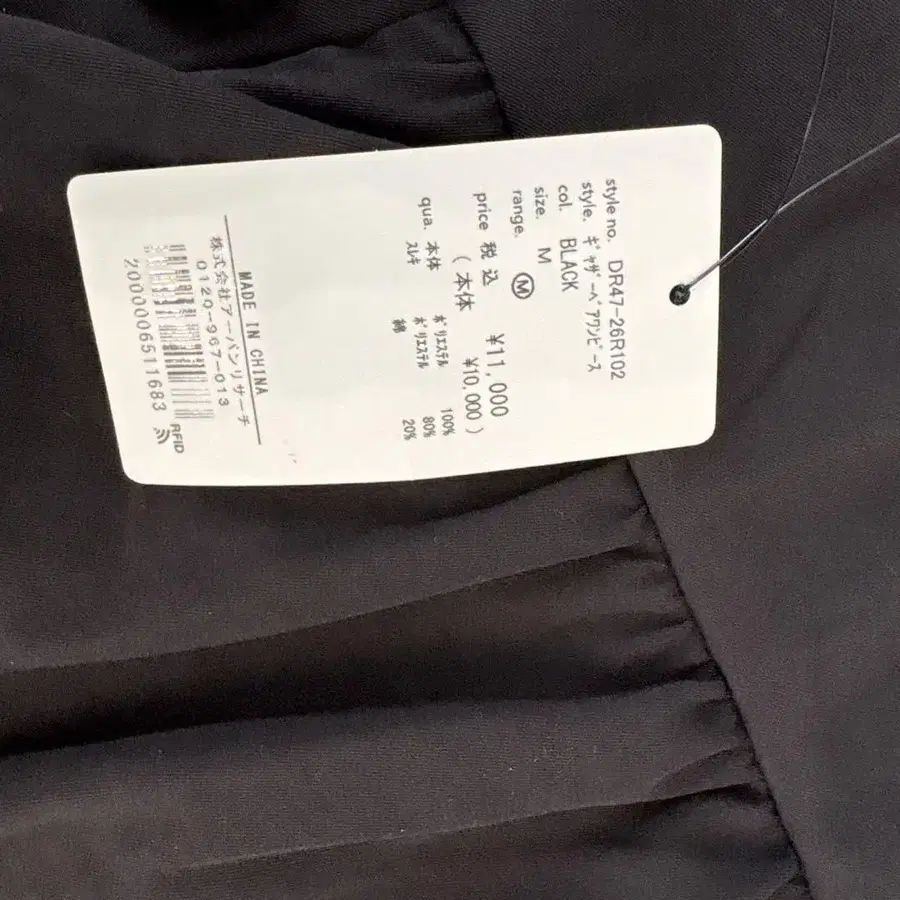 style no. DR47-26R102
style. ギャザーペアワンピース
col. BLACK
size. M
range. Ⓜ
price 税込 ¥11,000
(本体 ¥10,000)
qua. 本体 ポリエステル 100%
スレキ ポリエステル 80%
綿 20%
MADE IN CHINA
株式会社アーバンリサーチ
0120-967-013
2000006511683
RFID